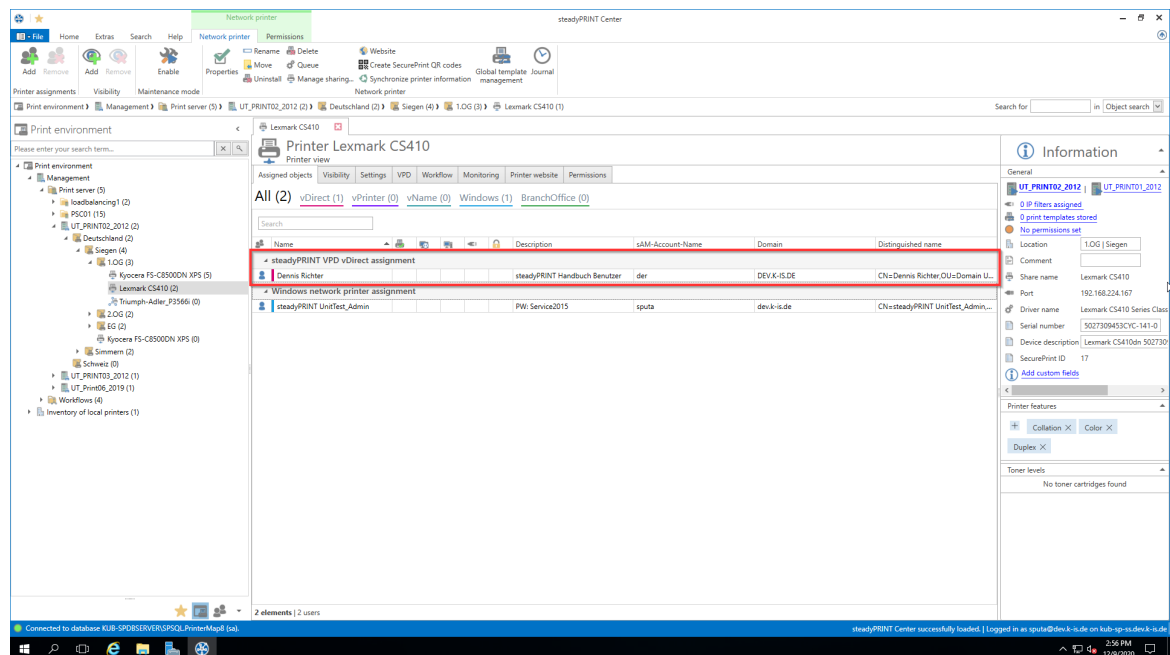 Network printer
steadyPRINT Center
File Home Extras Search Help Network printer Permissions
Rename Delete Website
Move Queue Create SecurePrint QR codes
Add Remove Add Remove Enable Properties Uninstall Manage sharing... Synchronize printer information Global template management Journal
Printer assignments Visibility Maintenance mode Network printer
Print environment Management Print server (5) UT_PRINT02_2012 (2) Deutschland (2) Siegen (4) 1.OG (3) Lexmark CS410 (1) Search for in Object search
Print environment
Please enter your search term...
Print environment
Management
Print server (5)
loadbalancing1 (2)
PSC01 (15)
UT_PRINT02_2012 (2)
Deutschland (2)
Siegen (4)
1.OG (3)
Kyocera FS-C8500DN XPS (5)
Lexmark CS410 (2)
Triumph-Adler_P3566i (0)
2.OG (2)
EG (2)
Kyocera FS-C8500DN XPS (0)
Simmern (2)
Schweiz (0)
UT_PRINT03_2012 (1)
UT_Print06_2019 (1)
Workflows (4)
Inventory of local printers (1)
Lexmark CS410
Printer Lexmark CS410
Printer view
Assigned objects Visibility Settings VPD Workflow Monitoring Printer website Permissions
All (2) vDirect (1) vPrinter (0) vName (0) Windows (1) BranchOffice (0)
Search
Name Description sAM-Account-Name Domain Distinguished name
steadyPRINT VPD vDirect assignment
Dennis Richter steadyPRINT Handbuch Benutzer der DEV.K-IS.DE CN=Dennis Richter,OU=Domain U...
Windows network printer assignment
steadyPRINT UnitTest_Admin PW: Service2015 sputa dev.k-is.de CN=steadyPRINT UnitTest_Admin,...
2 elements | 2 users
Information
General
UT_PRINT02_2012 | UT_PRINT01_2012
0 IP filters assigned
0 print templates stored
No permissions set
Location 1.OG | Siegen
Comment
Share name Lexmark CS410
Port 192.168.224.167
Driver name Lexmark CS410 Series Class
Serial number 5027309453CYC-141-0
Device description Lexmark CS410dn 502730
SecurePrint ID 17
Add custom fields
Printer features
Collation Color
Duplex
Toner levels
No toner cartridges found
Connected to database KUB-SPDBSERVER\SPSQL.PrinterMap8 (sa). steadyPRINT Center successfully loaded. | Logged in as sputa@dev.k-is.de on kub-sp-ss.dev.k-is.de
2:56 PM
12/9/2020